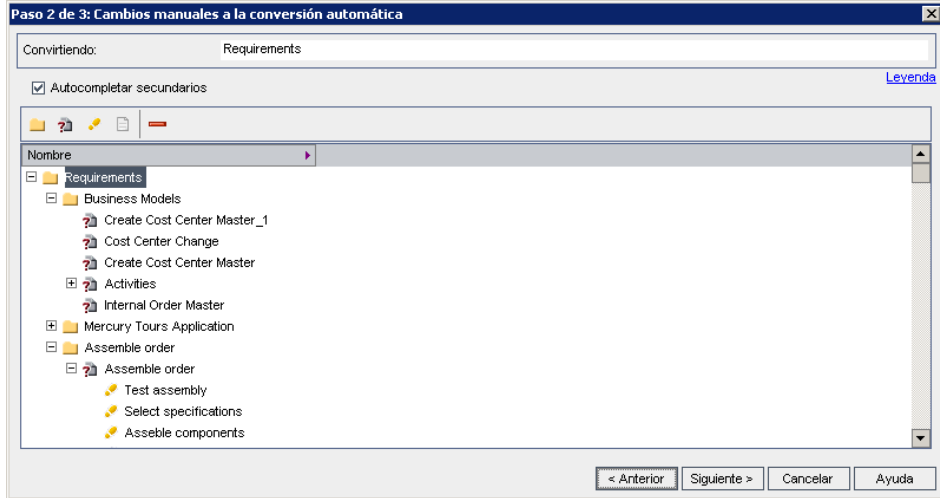 Paso 2 de 3: Cambios manuales a la conversión automática
Convirtiendo: Requirements
Leyenda
Autocompletar secundarios
Nombre
Requirements
Business Models
Create Cost Center Master_1
Cost Center Change
Create Cost Center Master
Activities
Internal Order Master
Mercury Tours Application
Assemble order
Assemble order
Test assembly
Select specifications
Asseble components
< Anterior Siguiente > Cancelar Ayuda